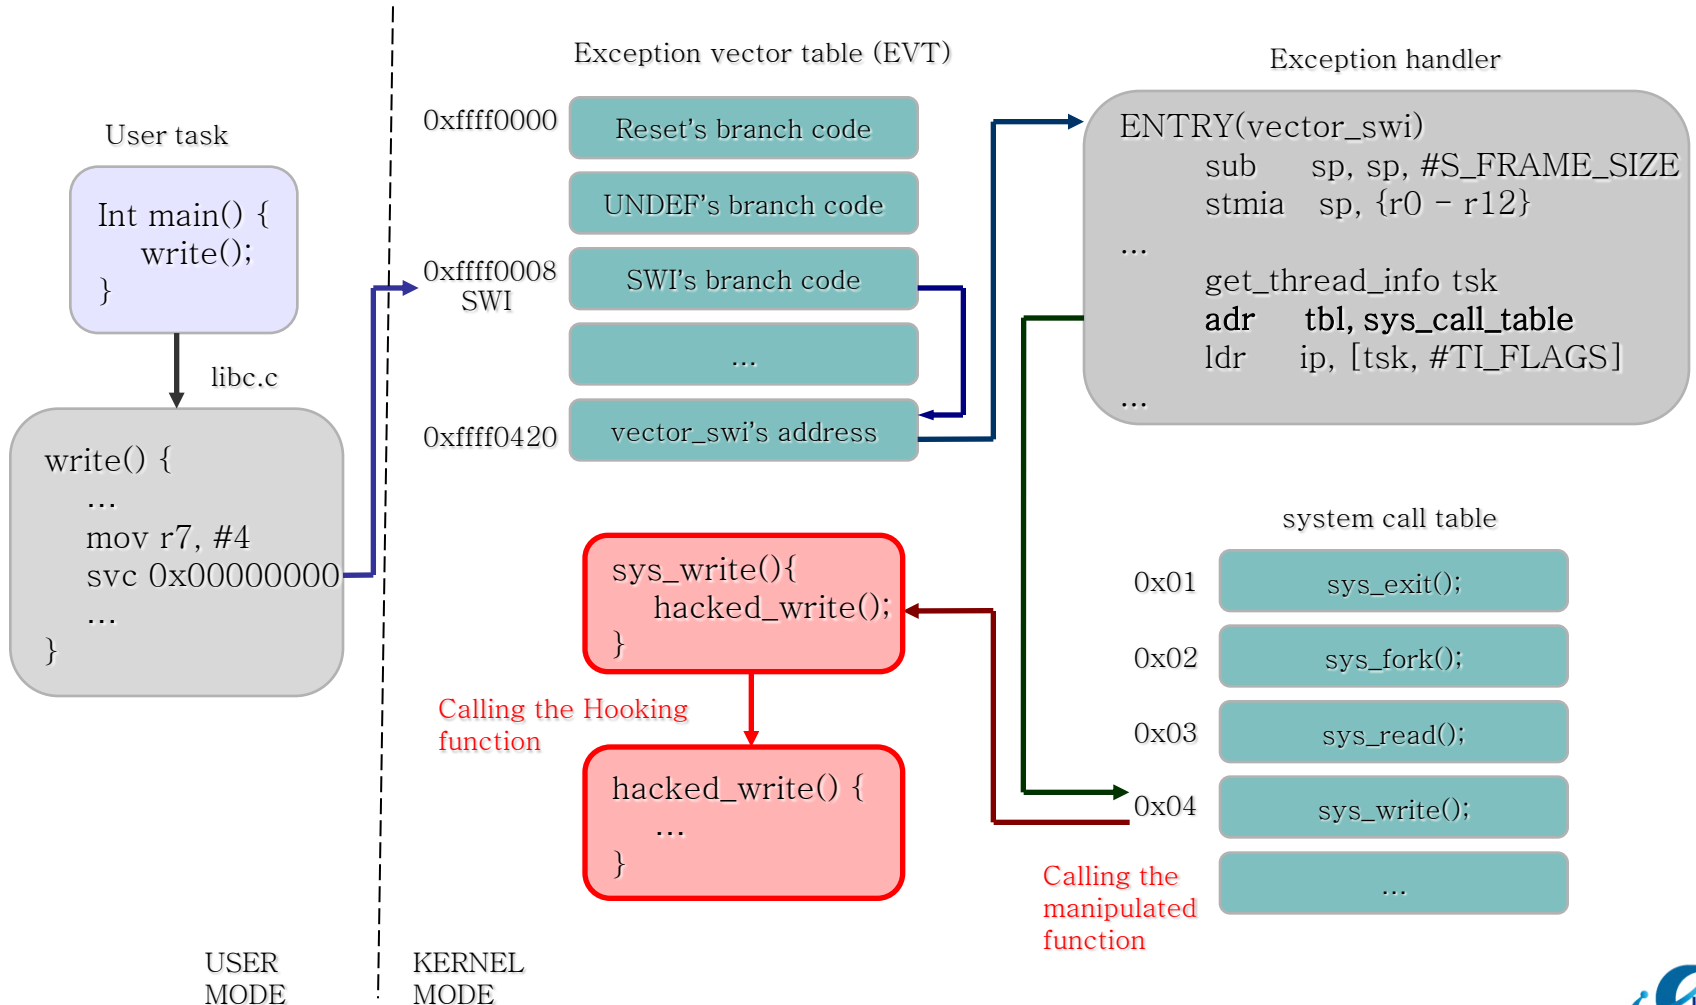 User task
Int main() {
write();
}
libc.c
write() {
...
mov r7, #4
svc 0x00000000
...
}
USER
MODE
KERNEL
MODE
Exception vector table (EVT)
0xffff0000
Reset's branch code
UNDEF's branch code
0xffff0008
SWI
SWI's branch code
...
0xffff0420
vector_swi's address
Exception handler
ENTRY(vector_swi)
sub sp, sp, #S_FRAME_SIZE
stmia sp, {r0 - r12}
...
get_thread_info tsk
adr tbl, sys_call_table
ldr ip, [tsk, #TI_FLAGS]
...
system call table
0x01 sys_exit();
0x02 sys_fork();
0x03 sys_read();
0x04 sys_write();
...
Calling the
manipulated
function
sys_write(){
hacked_write();
}
Calling the Hooking
function
hacked_write() {
...
}